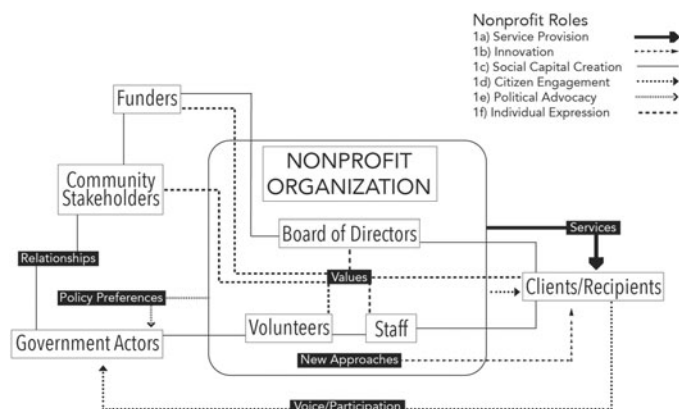 Nonprofit Roles
1a) Service Provision
1b) Innovation
1c) Social Capital Creation
1d) Citizen Engagement
1e) Political Advocacy
1f) Individual Expression
Funders
NONPROFIT
ORGANIZATION
Community
Stakeholders
Board of Directors
Services
Relationships
Values
Clients/Recipients
Policy Preferences
Volunteers
Staff
Government Actors
New Approaches
Voice/Participation